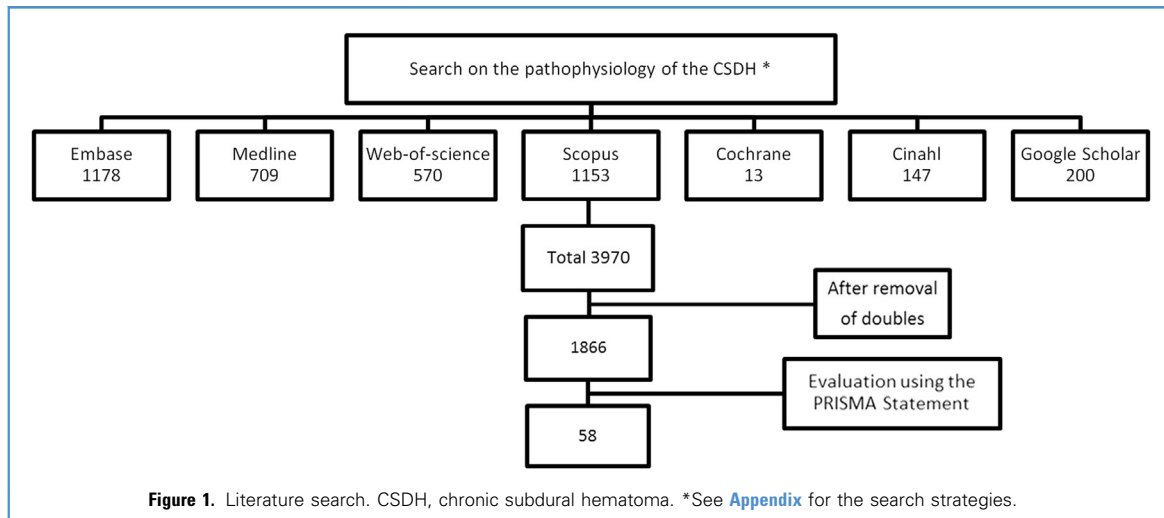 Search on the pathophysiology of the CSDH *
Embase
1178
Medline
709
Web-of-science
570
Scopus
1153
Cochrane
13
Cinahl
147
Google Scholar
200
Total 3970
After removal
of doubles
1866
Evaluation using the
PRISMA Statement
58
Figure 1. Literature search. CSDH, chronic subdural hematoma. *See Appendix for the search strategies.